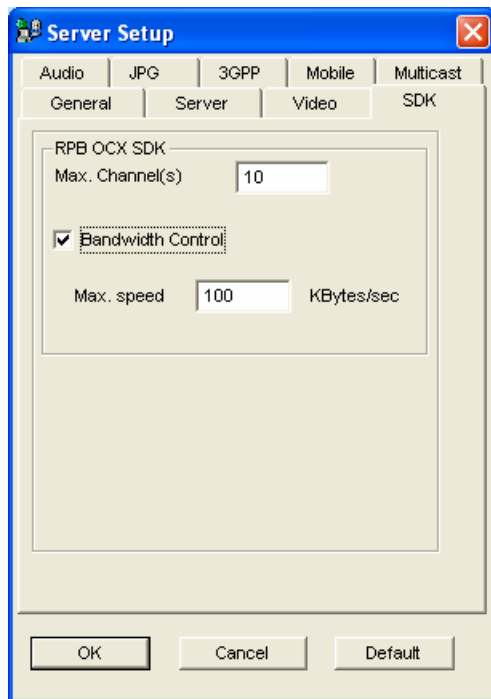 Server Setup
Audio JPG 3GPP Mobile Multicast
General Server Video SDK
RPB OCX SDK
Max. Channel(s) 10
Bandwidth Control
Max. speed 100 KBytes/sec
OK Cancel Default